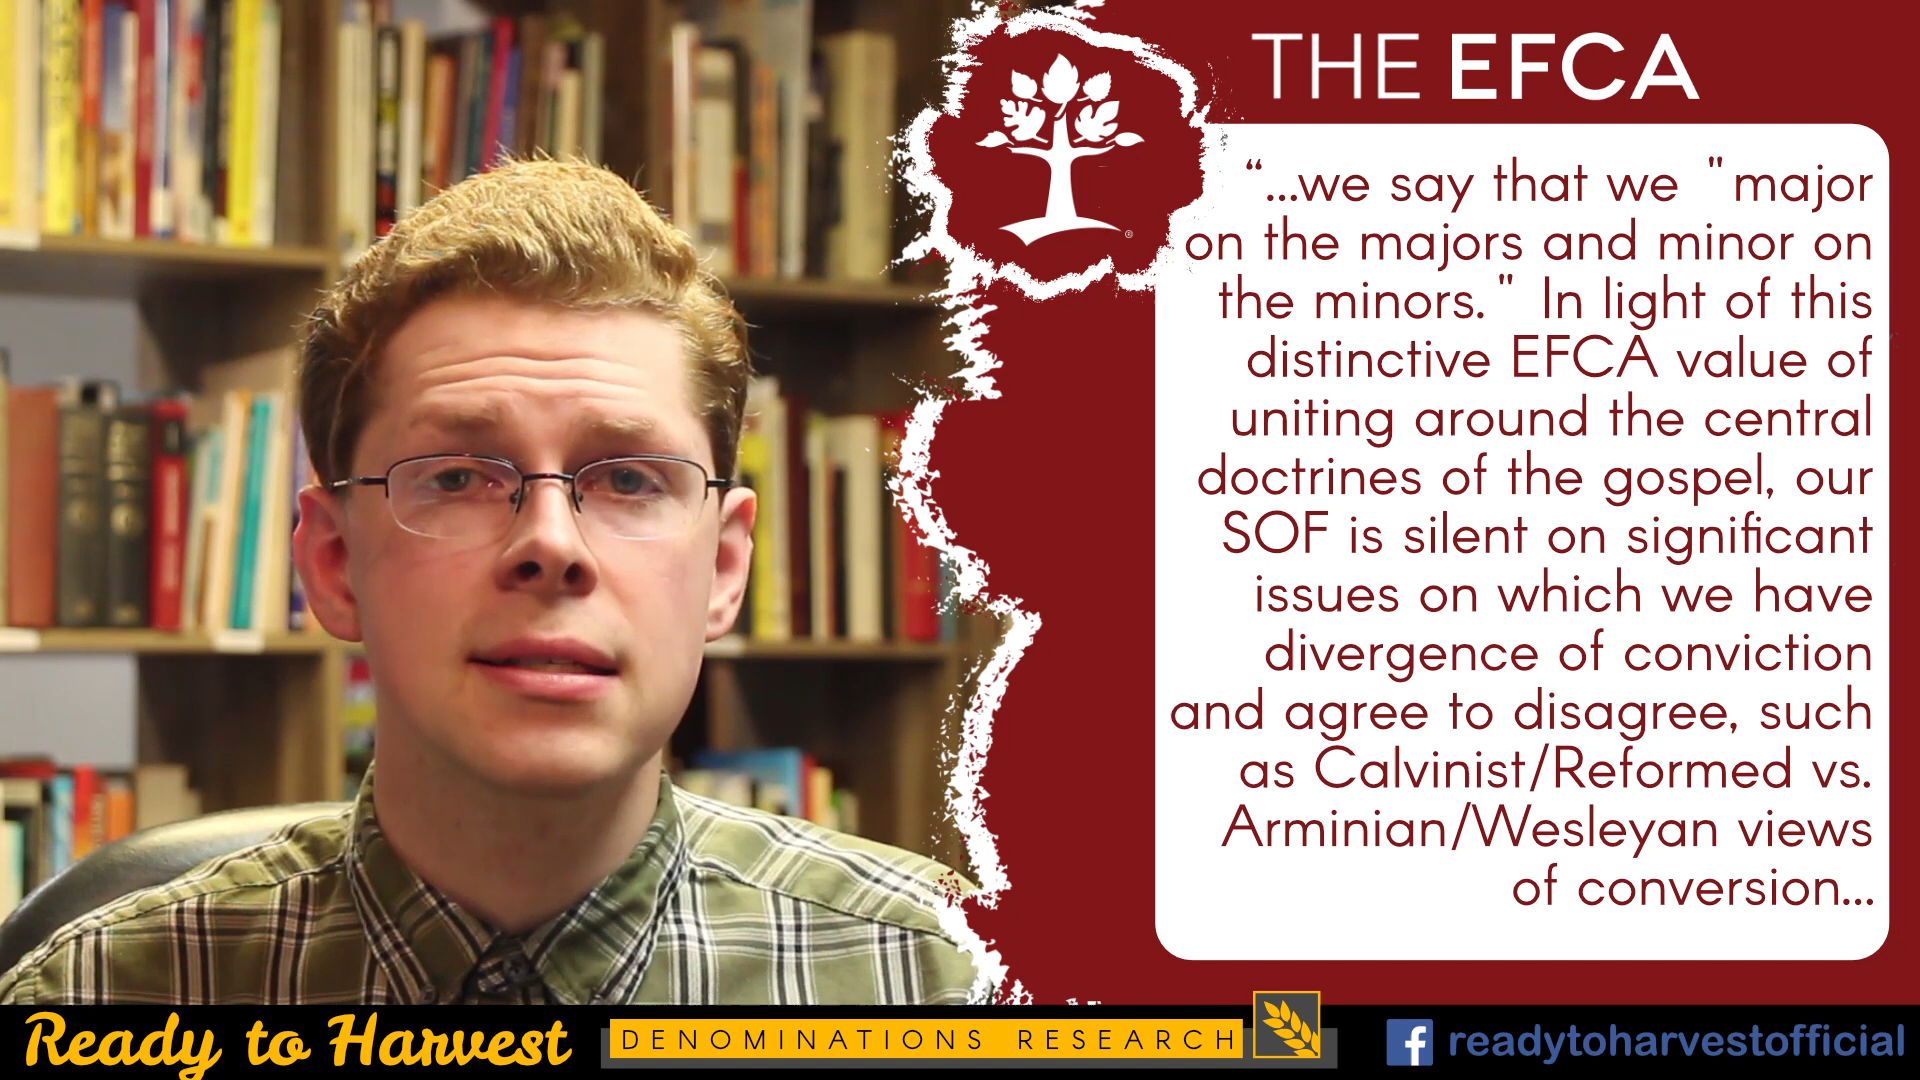 THE EFCA
“...we say that we "major
on the majors and minor on
the minors." In light of this
distinctive EFCA value of
uniting around the central
doctrines of the gospel, our
SOF is silent on significant
issues on which we have
divergence of conviction
and agree to disagree, such
as Calvinist/Reformed vs.
Arminian/Wesleyan views
of conversion...
Ready to Harvest
DENOMINATIONS RESEARCH
f readytoharvestofficial